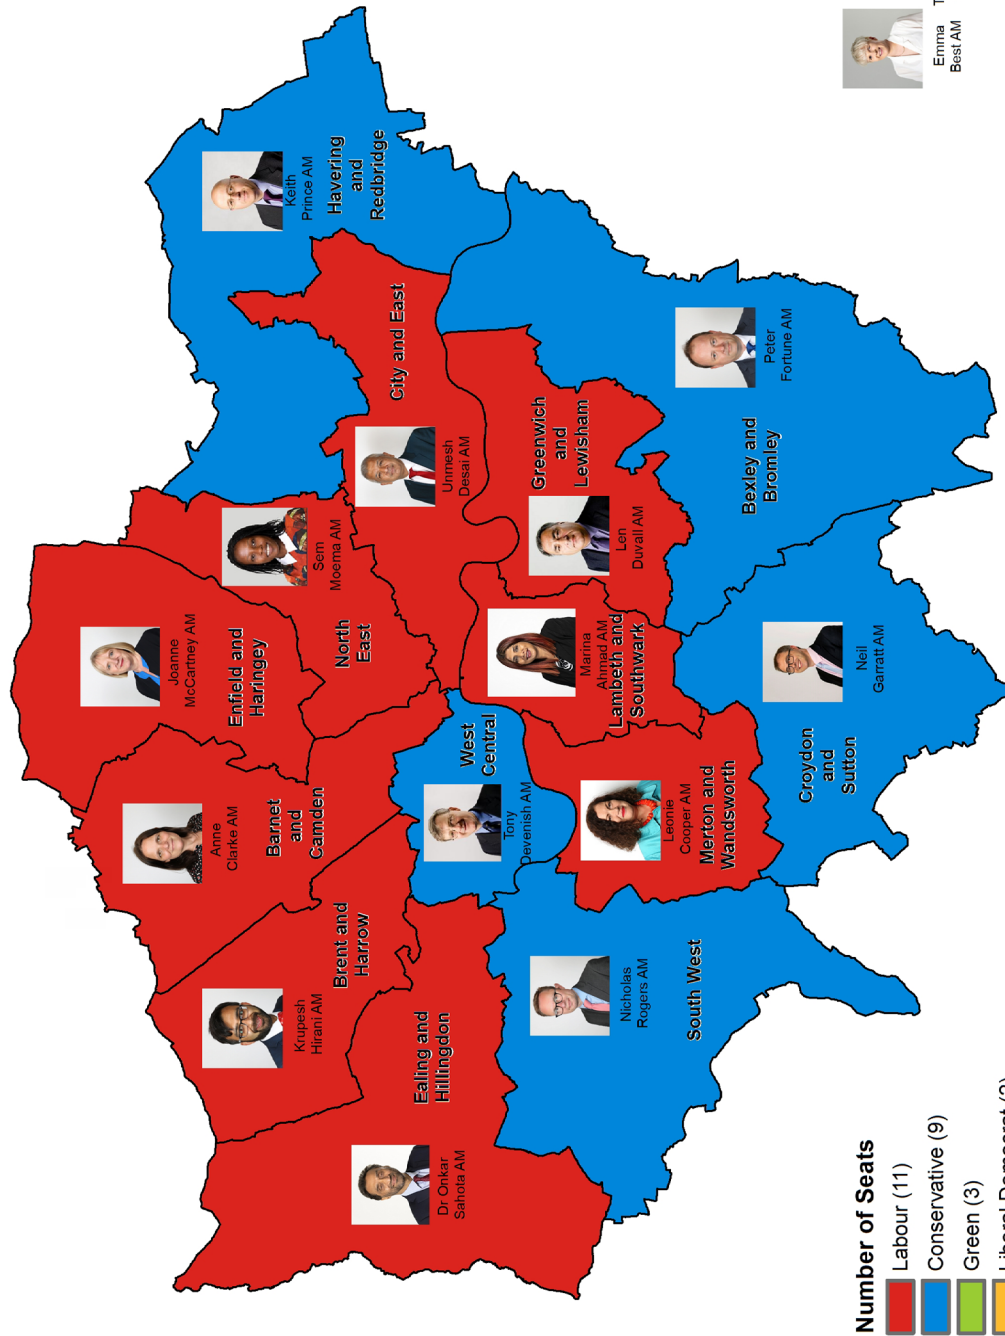 Joanne
McCartney AM
Enfield and
Haringey
Anne
Clarke AM
Barnet
and
Camden
Krupesh
Hirani AM
Brent and
Harrow
Dr Onkar
Sahota AM
Ealing and
Hillingdon
Sem
Moema AM
North
East
Keith
Prince AM
Havering
and
Redbridge
Unmesh
Desai AM
City and East
Tony
Devenish AM
West
Central
Marina
Ahmad AM
Lambeth and
Southwark
Len
Duvall AM
Greenwich
and
Lewisham
Nicholas
Rogers AM
South West
Leonie
Cooper AM
Merton and
Wandsworth
Neil
Garratt AM
Croydon
and
Sutton
Peter
Fortune AM
Bexley and
Bromley
Emma
Best AM
Number of Seats
Labour (11)
Conservative (9)
Green (3)